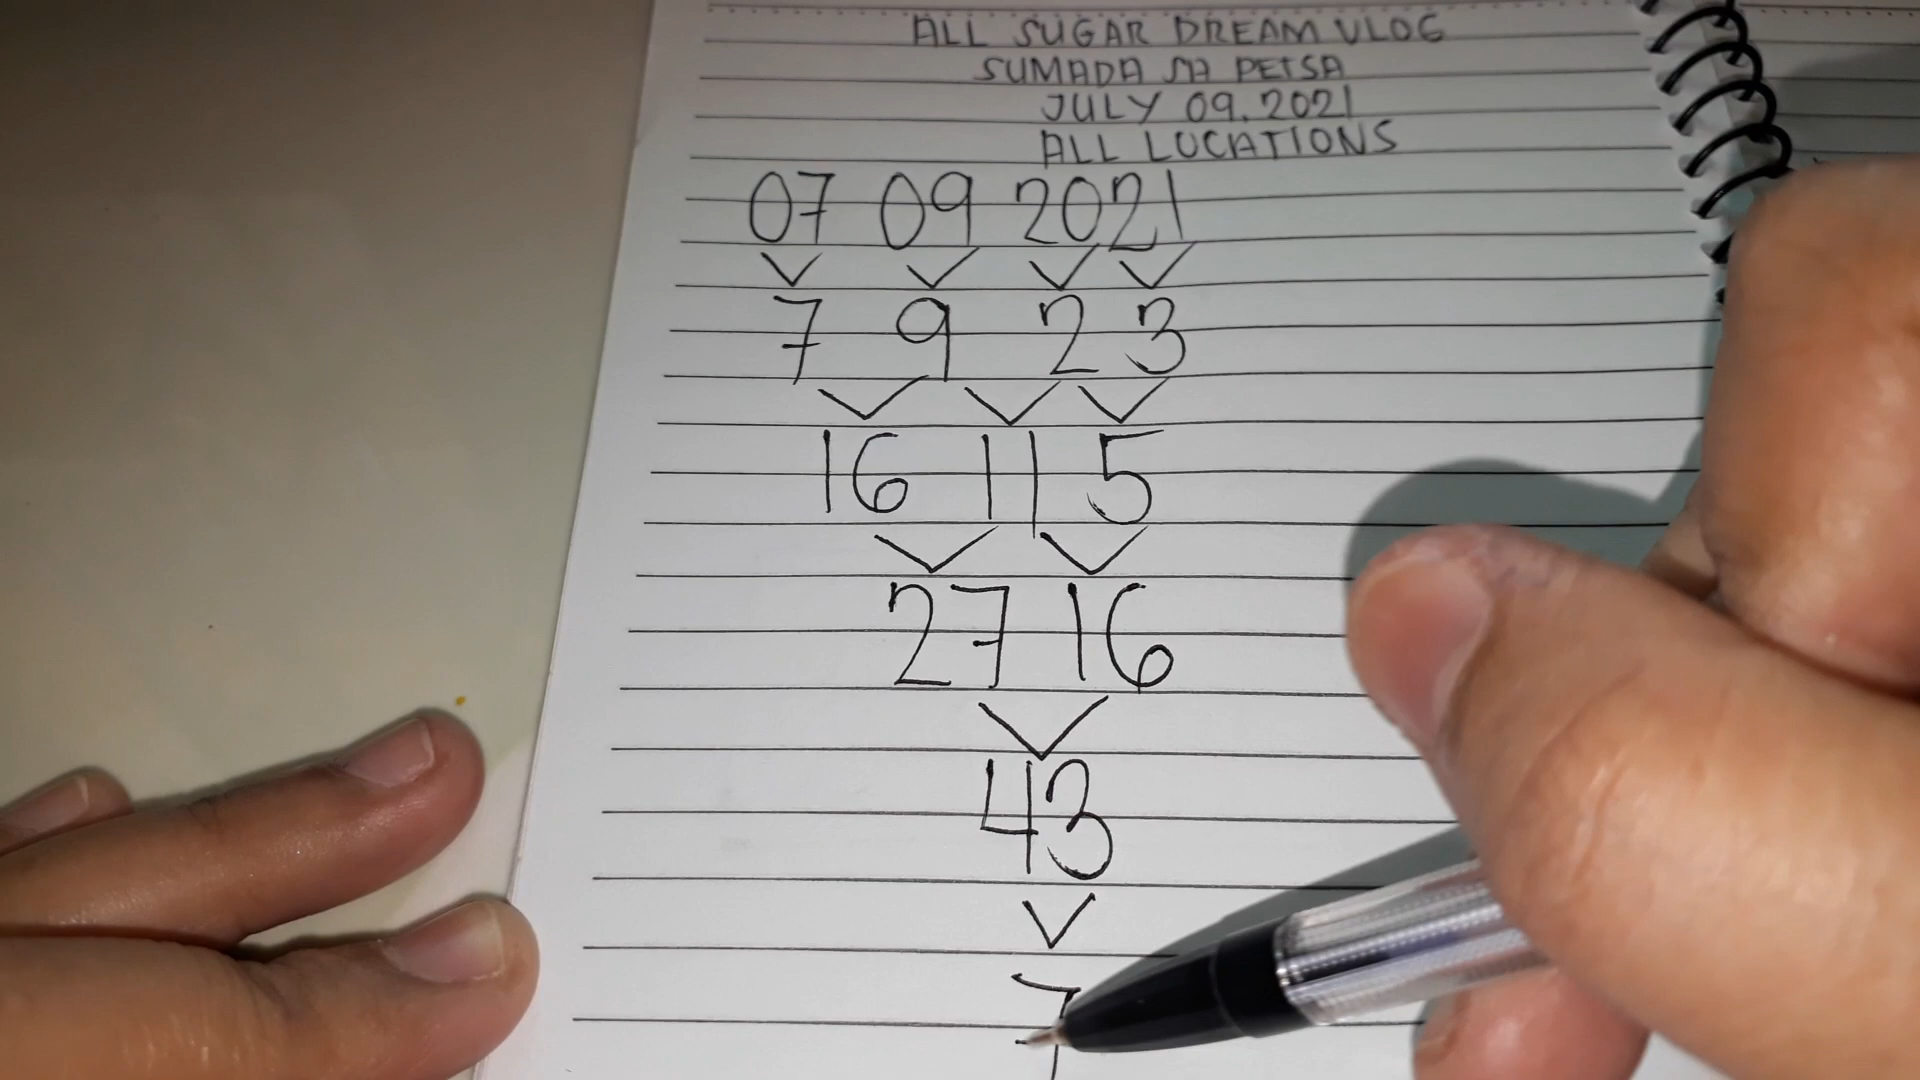 ALL SUGAR DREAM VLOG
SUMADA SA PETSA
JULY 09.2021
ALL LOCATIONS
07 09 2021
7 9 2 3
16 11 5
27 16
43
7